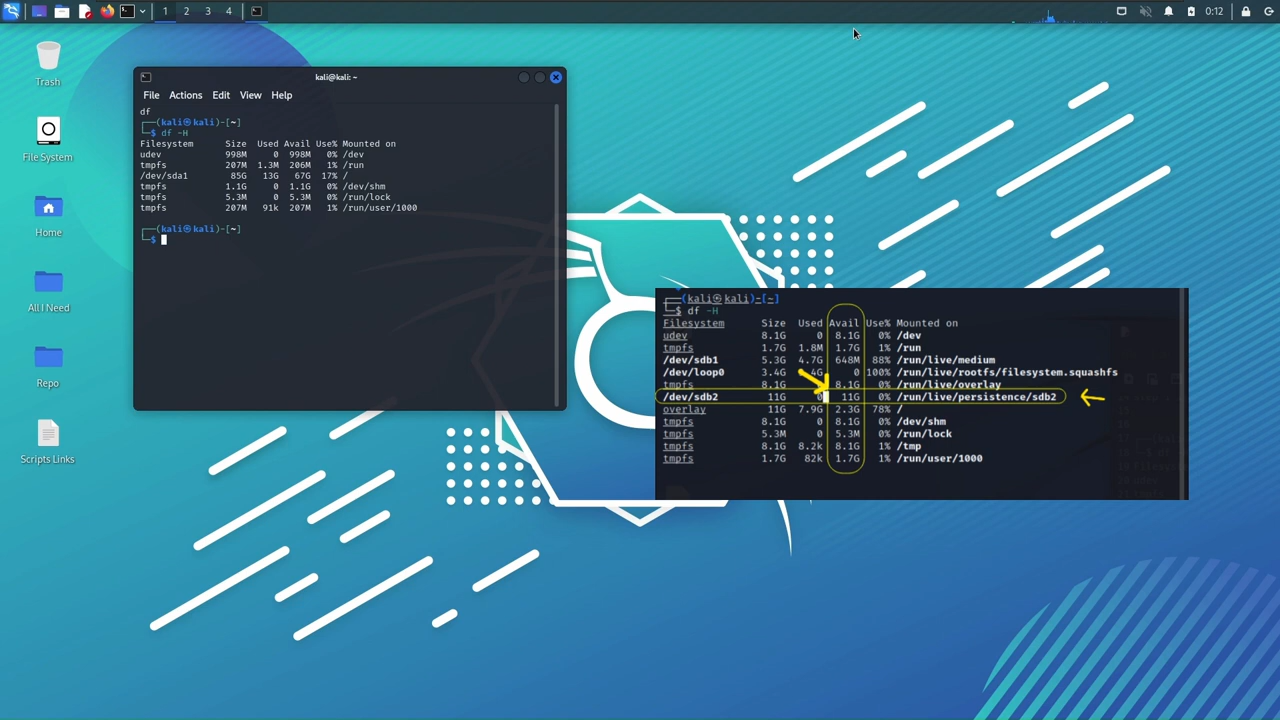 1 2 3 4
0:12
Trash
File System
Home
All I Need
Repo
Scripts Links
kali@kali: ~
File Actions Edit View Help
df
┌──(kali㉿kali)-[~]
└─$ df -H
Filesystem Size Used Avail Use% Mounted on
udev 998M 0 998M 0% /dev
tmpfs 207M 1.3M 206M 1% /run
/dev/sda1 85G 13G 67G 17% /
tmpfs 1.1G 0 1.1G 0% /dev/shm
tmpfs 5.3M 0 5.3M 0% /run/lock
tmpfs 207M 91k 207M 1% /run/user/1000
┌──(kali㉿kali)-[~]
└─$
┌──(kali㉿kali)-[~]
└─$ df -H
Filesystem Size Used Avail Use% Mounted on
udev 8.1G 0 8.1G 0% /dev
tmpfs 1.7G 1.8M 1.7G 1% /run
/dev/sdb1 5.3G 4.7G 648M 88% /run/live/medium
/dev/loop0 3.4G 0 100% /run/live/rootfs/filesystem.squashfs
tmpfs 8.1G 8.1G 0% /run/live/overlay
/dev/sdb2 11G 0 11G 0% /run/live/persistence/sdb2
overlay 11G 7.9G 2.3G 78% /
tmpfs 8.1G 0 8.1G 0% /dev/shm
tmpfs 5.3M 0 5.3M 0% /run/lock
tmpfs 8.1G 8.2k 8.1G 1% /tmp
tmpfs 1.7G 82k 1.7G 1% /run/user/1000